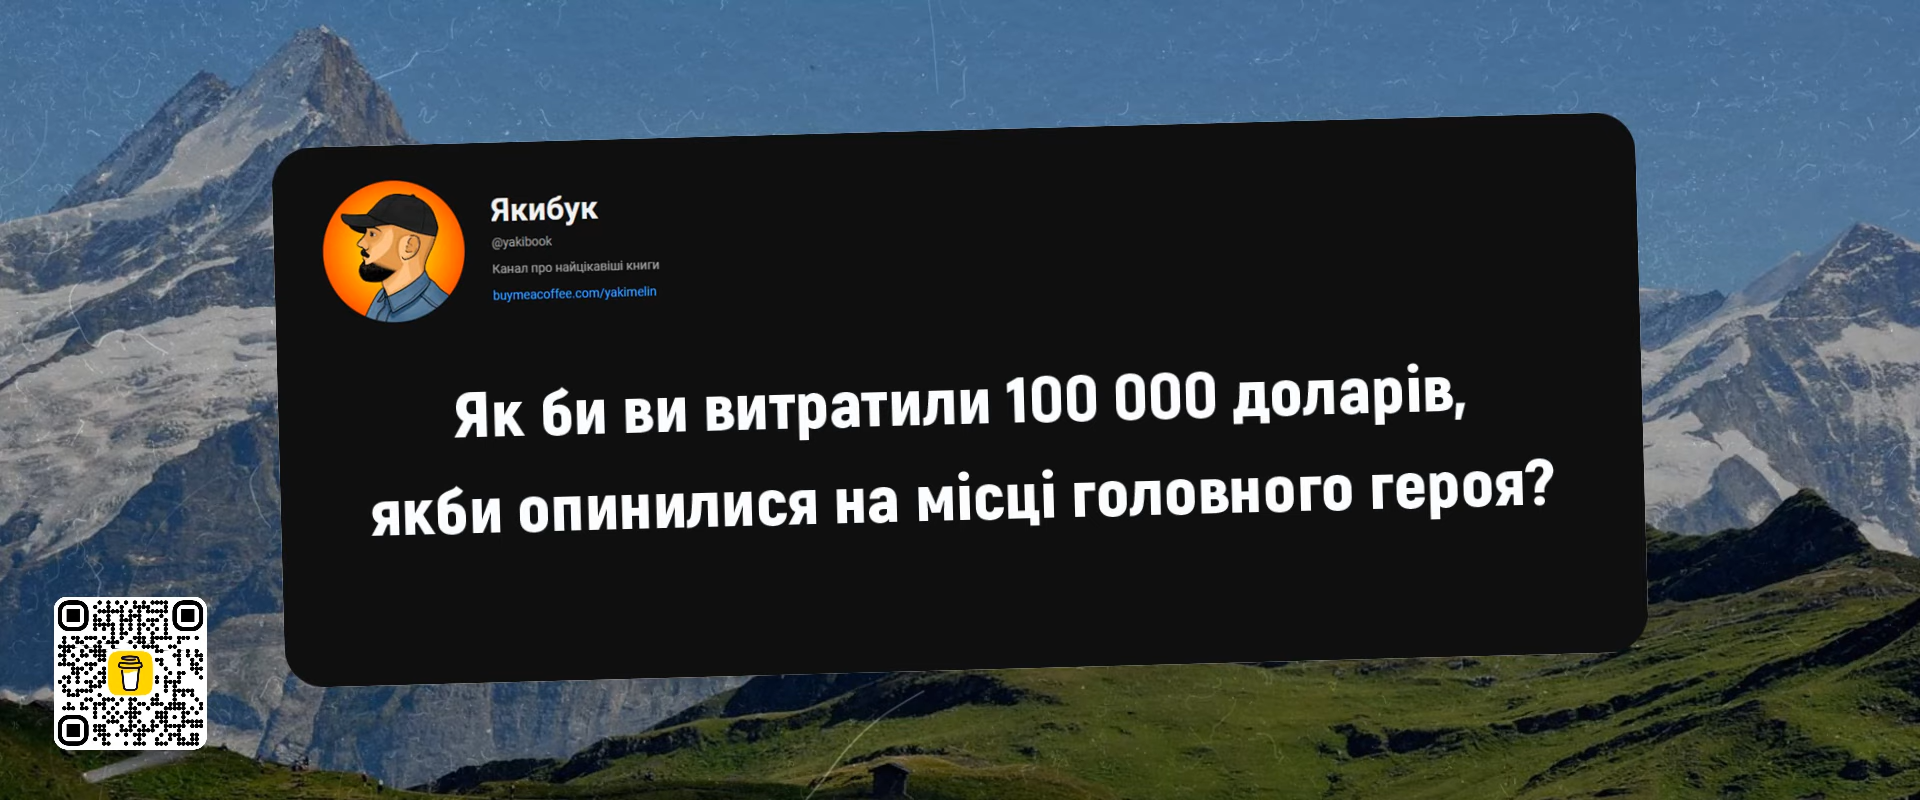 Якибук
@yakibook
Канал про найцікавіші книги
buymeacoffee.com/yakimelin
Як би ви витратили 100 000 доларів,
якби опинилися на місці головного героя?